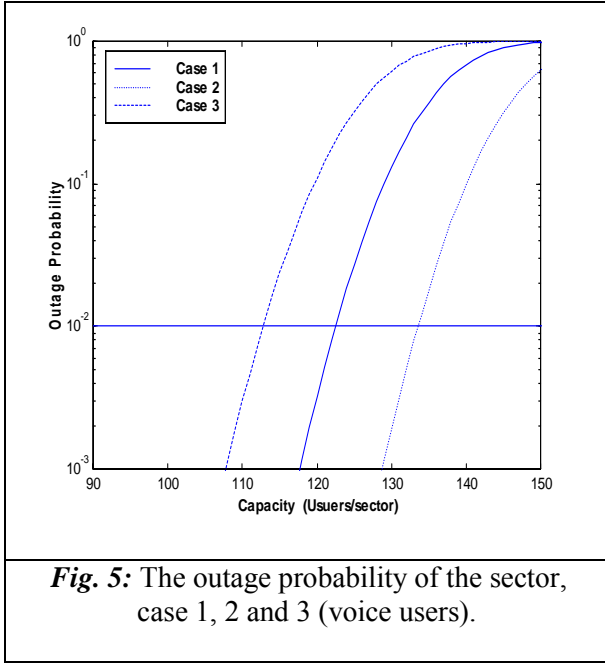 10^0
Case 1
Case 2
Case 3
10^-1
Outage Probability
10^-2
10^-3
90 100 110 120 130 140 150
Capacity (Usuers/sector)
Fig. 5: The outage probability of the sector,
case 1, 2 and 3 (voice users).